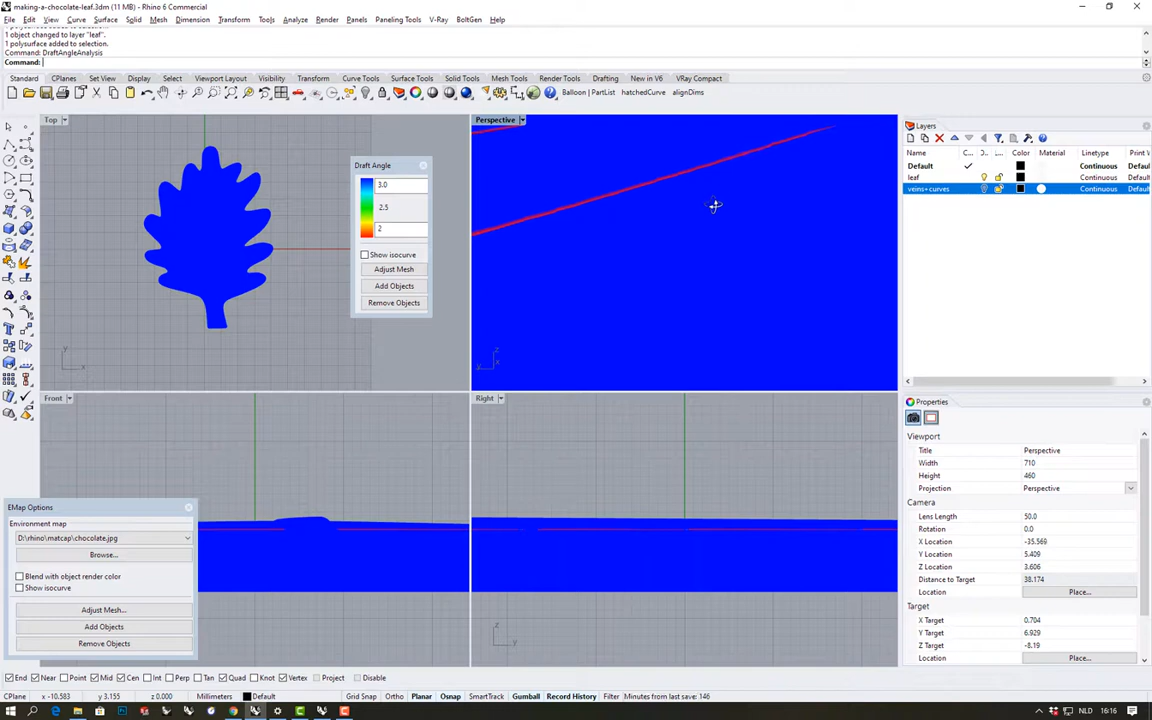 making-a-chocolate-leaf.3dm (11 MB) - Rhino 6 Commercial
File Edit View Curve Surface Solid Mesh Dimension Transform Tools Analyze Render Panels Paneling Tools V-Ray BoltGen Help
1 object changed to layer "leaf".
1 polysurface added to selection.
Command: DraftAngleAnalysis
Command:
Standard CPlanes Set View Display Select Viewport Layout Visibility Transform Curve Tools Surface Tools Solid Tools Mesh Tools Render Tools Drafting New in V6 VRay Compact
Balloon | PartList hatchedCurve alignDims
Top
Perspective
Layers
Name C... Color Material Linetype Print W
Default Continuous Default
leaf Continuous Default
veins+curves Continuous Default
Draft Angle
3.0
2.5
2
Show isocurve
Adjust Mesh
Add Objects
Remove Objects
y
x
z
y x
Front
Right
z
y
EMap Options
Environment map
D:\rhino\matcap\chocolate.jpg
Browse...
Blend with object render color
Show isocurve
Adjust Mesh...
Add Objects
Remove Objects
Properties
Viewport
Title Perspective
Width 710
Height 460
Projection Perspective
Camera
Lens Length 50.0
Rotation 0.0
X Location -35.569
Y Location 5.409
Z Location 3.606
Distance to Target 38.174
Location Place...
Target
X Target 0.704
Y Target 6.929
Z Target -8.19
Location Place...
End Near Point Mid Cen Int Perp Tan Quad Knot Vertex Project Disable
CPlane x -10.583 y 3.155 z 0.000 Millimeters Default Grid Snap Ortho Planar Osnap SmartTrack Gumball Record History Filter Minutes from last save: 146
NLD 16:16